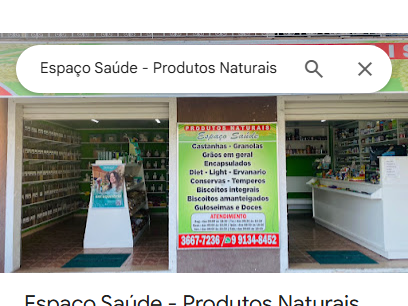 Espaço Saúde - Produtos Naturais
PRODUTOS NATURAIS
Espaço Saúde
Castanhas - Granolas
Grãos em geral
Encapsulados
Diet - Light - Ervanario
Conservas - Temperos
Biscoitos integrais
Biscoitos amanteigados
Guloseimas e Doces
ATENDIMENTO
3667-7236 / 9 9134-8452
Espaço Saúde - Produtos Naturais